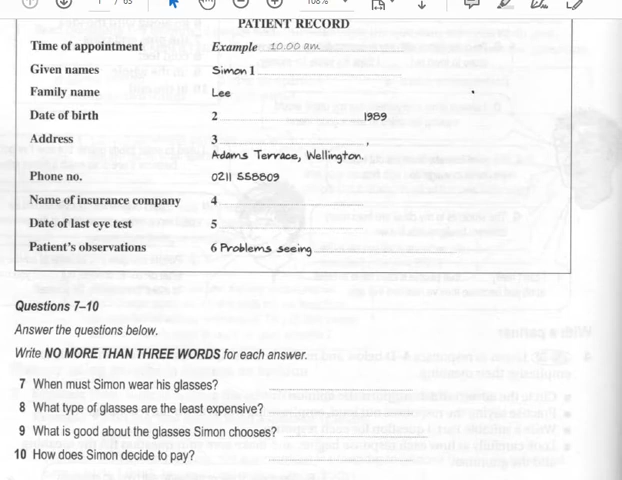 PATIENT RECORD
Time of appointment Example 10.00 am
Given names Simon 1
Family name Lee
Date of birth 2 1989
Address 3 ,
Adams Terrace, Wellington.
Phone no. 0211 558809
Name of insurance company 4
Date of last eye test 5
Patient's observations 6 Problems seeing
Questions 7–10
Answer the questions below.
Write NO MORE THAN THREE WORDS for each answer.
7 When must Simon wear his glasses?
8 What type of glasses are the least expensive?
9 What is good about the glasses Simon chooses?
10 How does Simon decide to pay?